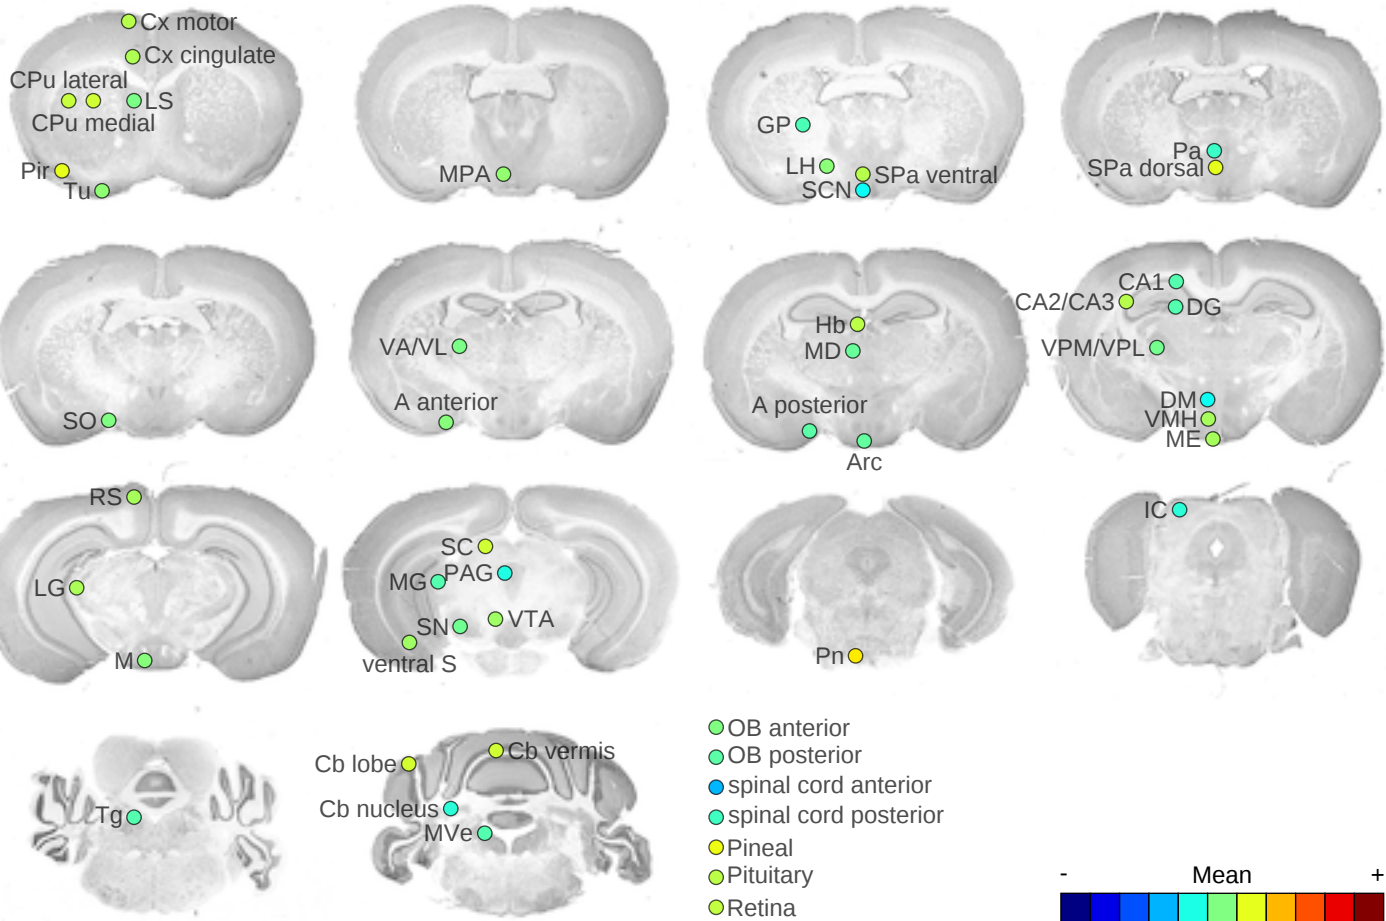 Cx motor
Cx cingulate
CPu lateral
LS
CPu medial
Pir
Tu
MPA
GP
LH
SPa ventral
SCN
Pa
SPa dorsal
SO
VA/VL
A anterior
Hb
MD
A posterior
Arc
CA1
CA2/CA3
DG
VPM/VPL
DM
VMH
ME
RS
LG
M
SC
PAG
MG
VTA
SN
ventral S
Pn
IC
Tg
Cb vermis
Cb lobe
Cb nucleus
MVe
OB anterior
OB posterior
spinal cord anterior
spinal cord posterior
Pineal
Pituitary
Retina
- Mean +